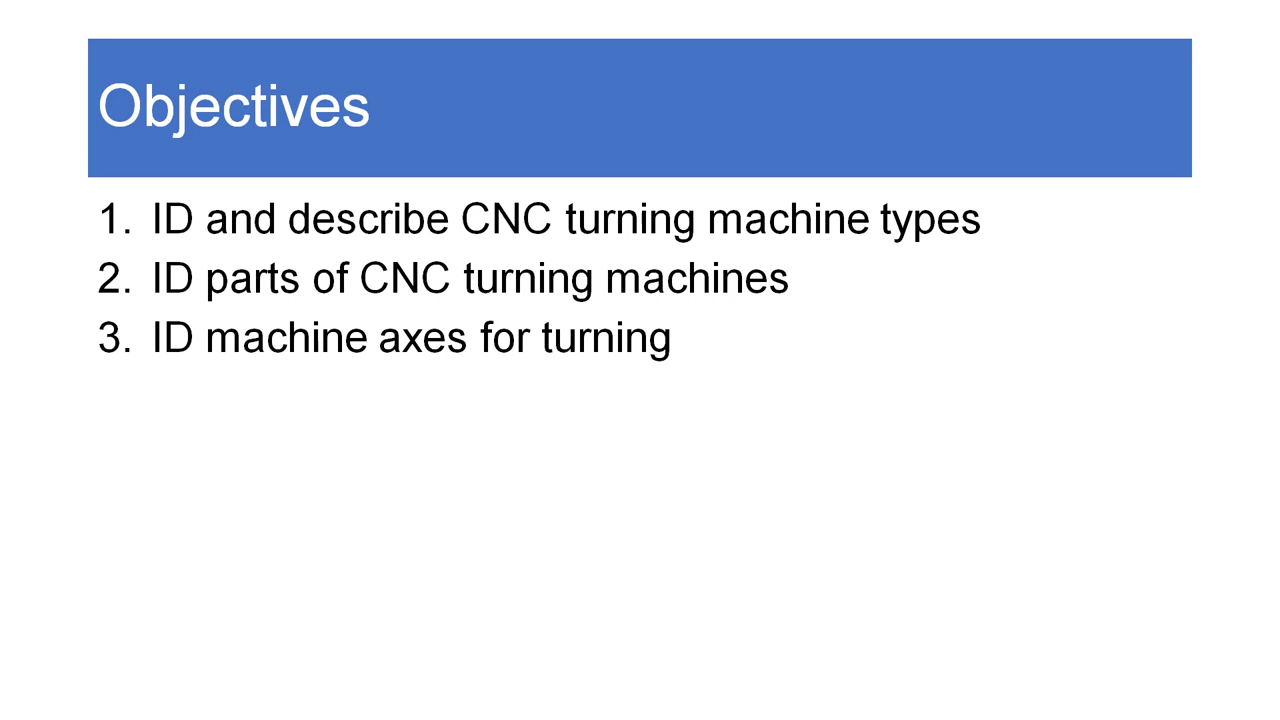 Objectives
1. ID and describe CNC turning machine types
2. ID parts of CNC turning machines
3. ID machine axes for turning